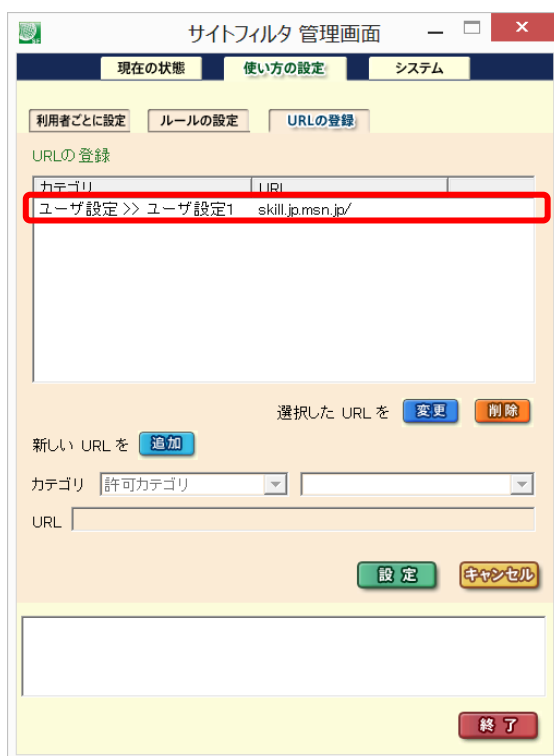 サイトフィルタ 管理画面
現在の状態 使い方の設定 システム
利用者ごとに設定 ルールの設定 URLの登録
URLの登録
カテゴリ URL
ユーザ設定 >> ユーザ設定1 skill.jp.msn.jp/
選択した URL を 変更 削除
新しい URL を 追加
カテゴリ 許可カテゴリ
URL
設定 キャンセル
終了